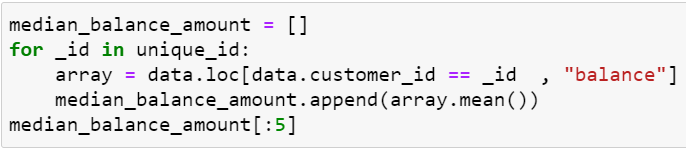 median_balance_amount = []
for _id in unique_id:
    array = data.loc[data.customer_id == _id  , "balance"]
    median_balance_amount.append(array.mean())
median_balance_amount[:5]